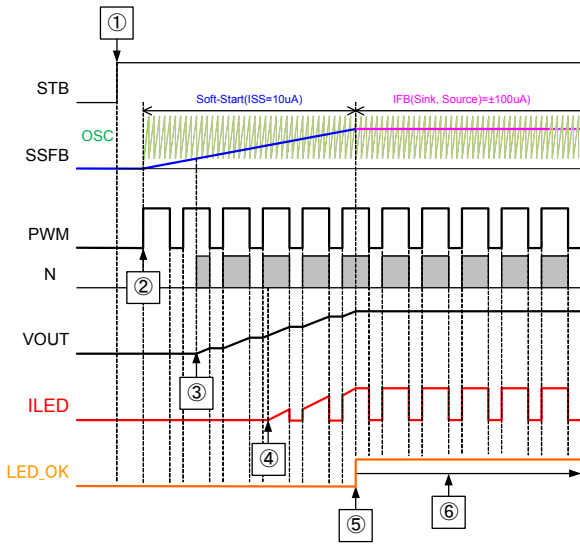 ①
STB
Soft-Start(ISS=10uA)
IFB(Sink, Source)=±100uA)
OSC
SSFB
PWM
②
N
VOUT
③
ILED
④
LED_OK
⑤
⑥